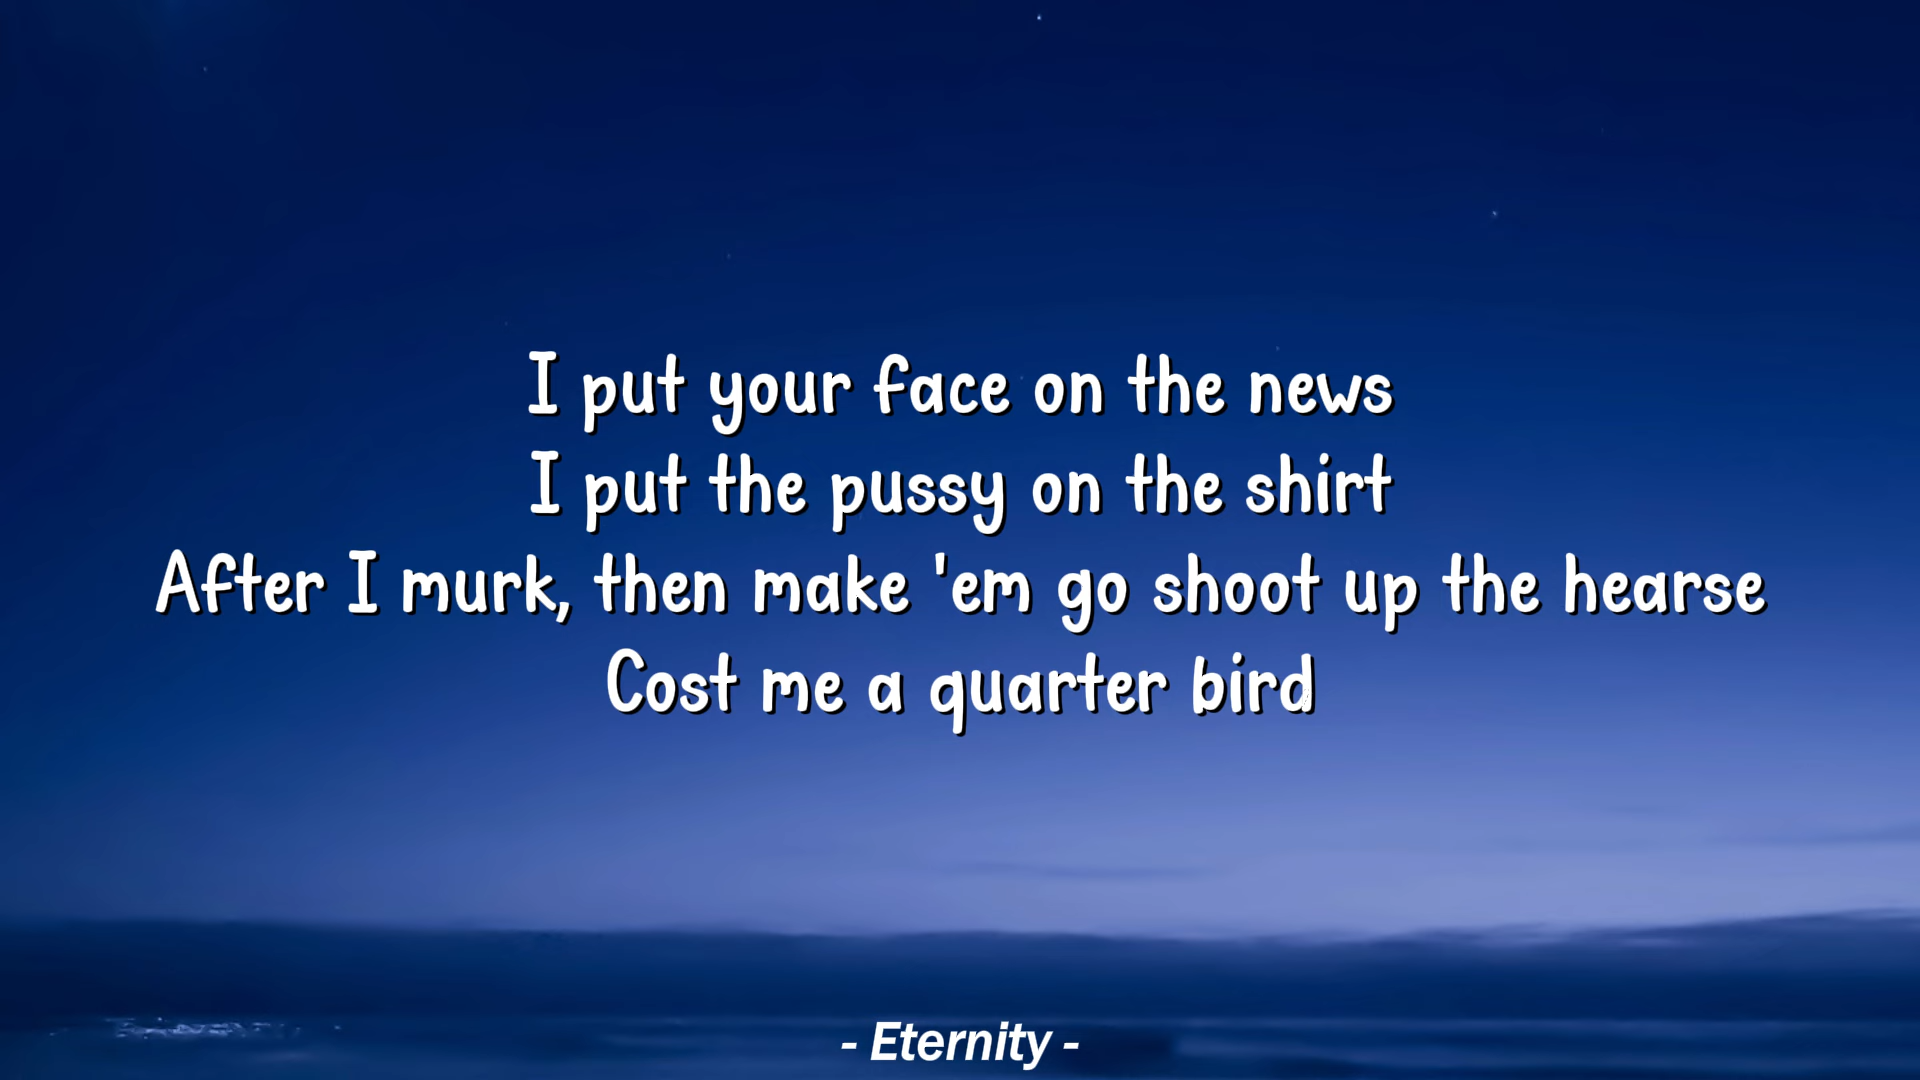 I put your face on the news
I put the pussy on the shirt
After I murk, then make 'em go shoot up the hearse
Cost me a quarter bird
- Eternity -